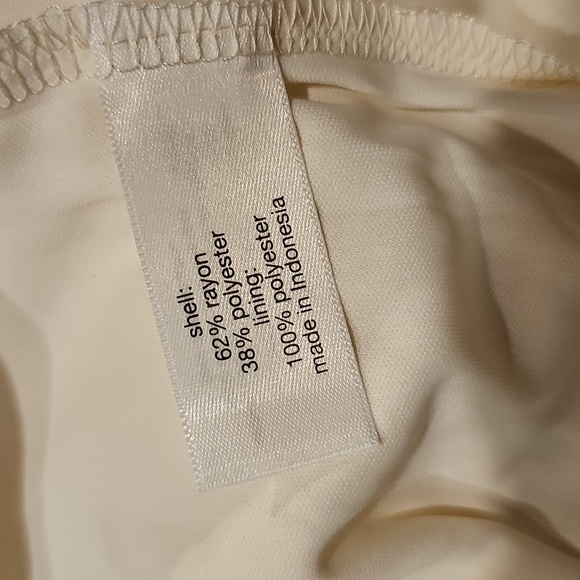 shell:
62% rayon
38% polyester
lining:
100% polyester
made in Indonesia